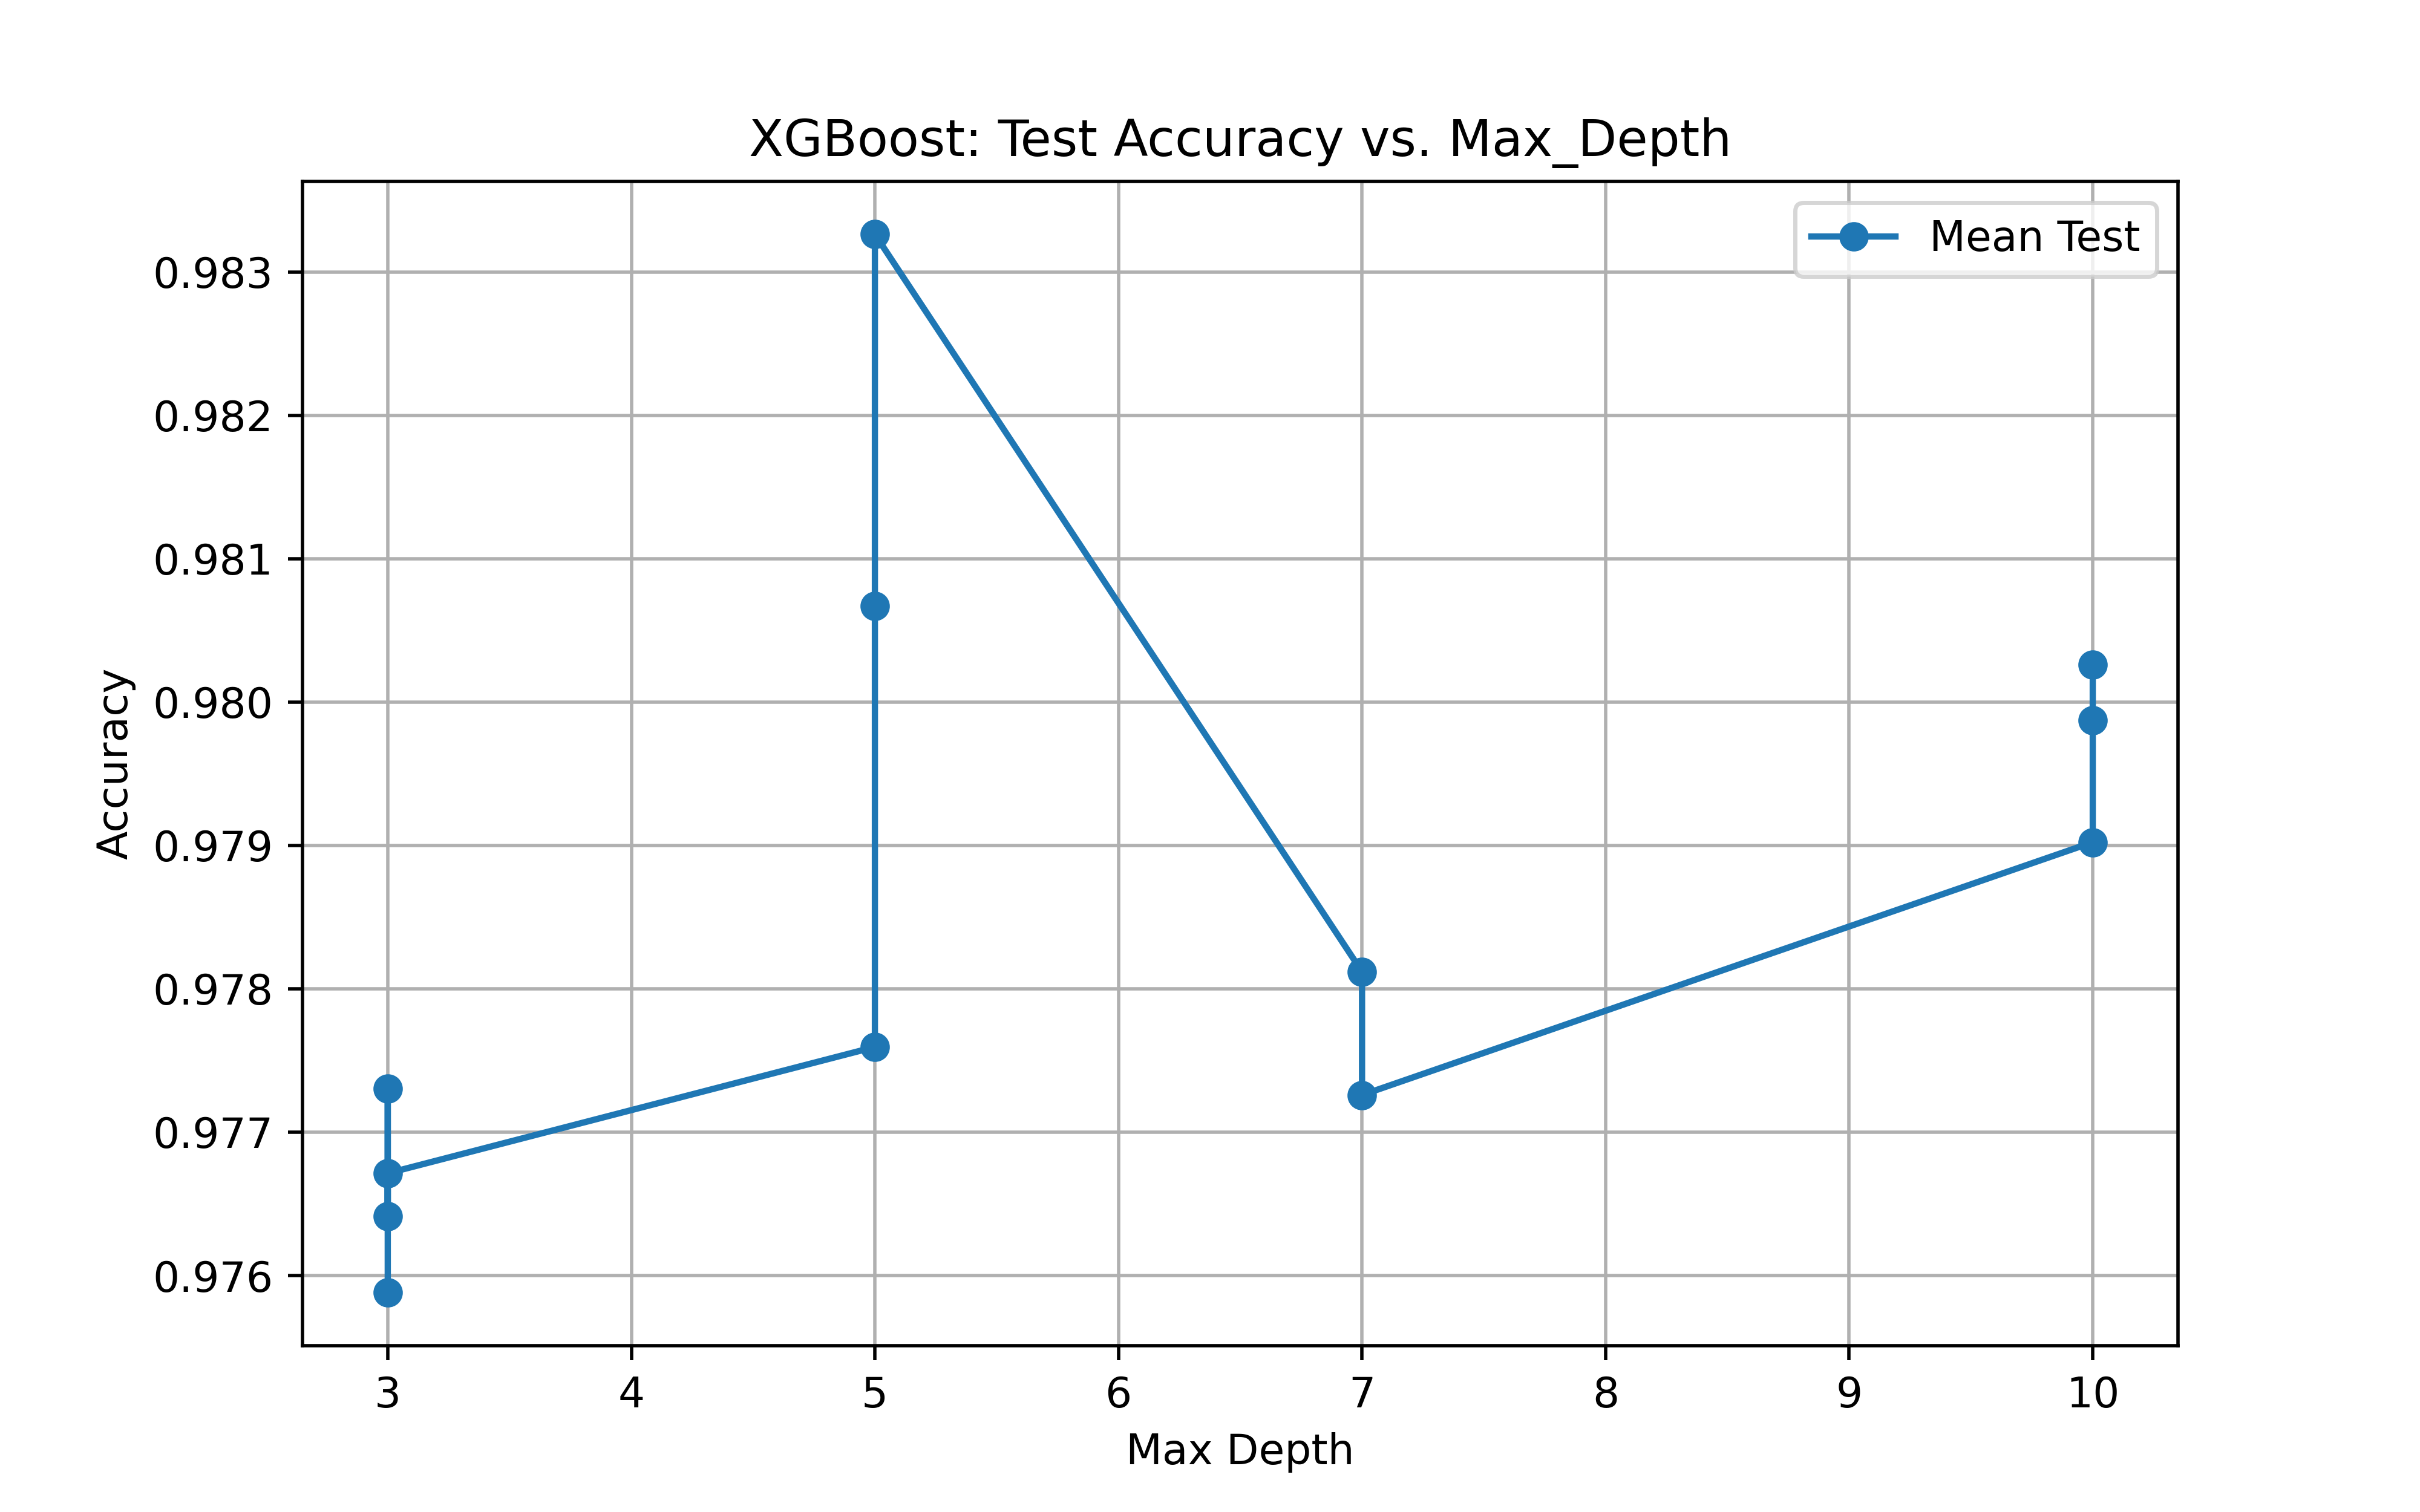 XGBoost: Test Accuracy vs. Max_Depth
Mean Test
0.983
0.982
0.981
0.980
0.979
0.978
0.977
0.976
Accuracy
3 4 5 6 7 8 9 10
Max Depth